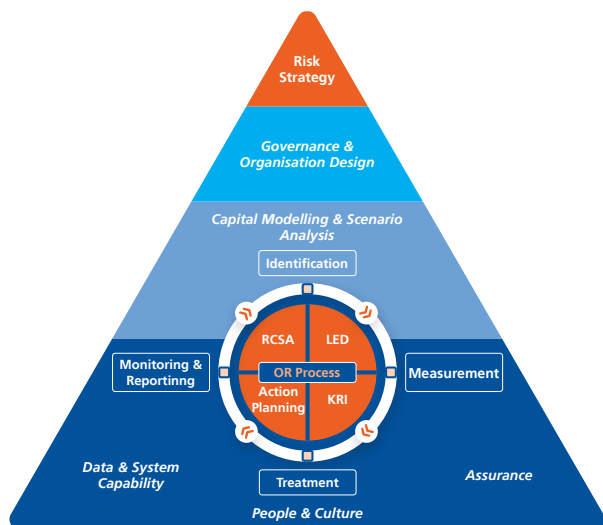 Risk
Strategy
Governance &
Organisation Design
Capital Modelling & Scenario
Analysis
Identification
RCSA
LED
Monitoring &
Reportinng
OR Process
Measurement
Action
Planning
KRI
Data & System
Capability
Treatment
Assurance
People & Culture